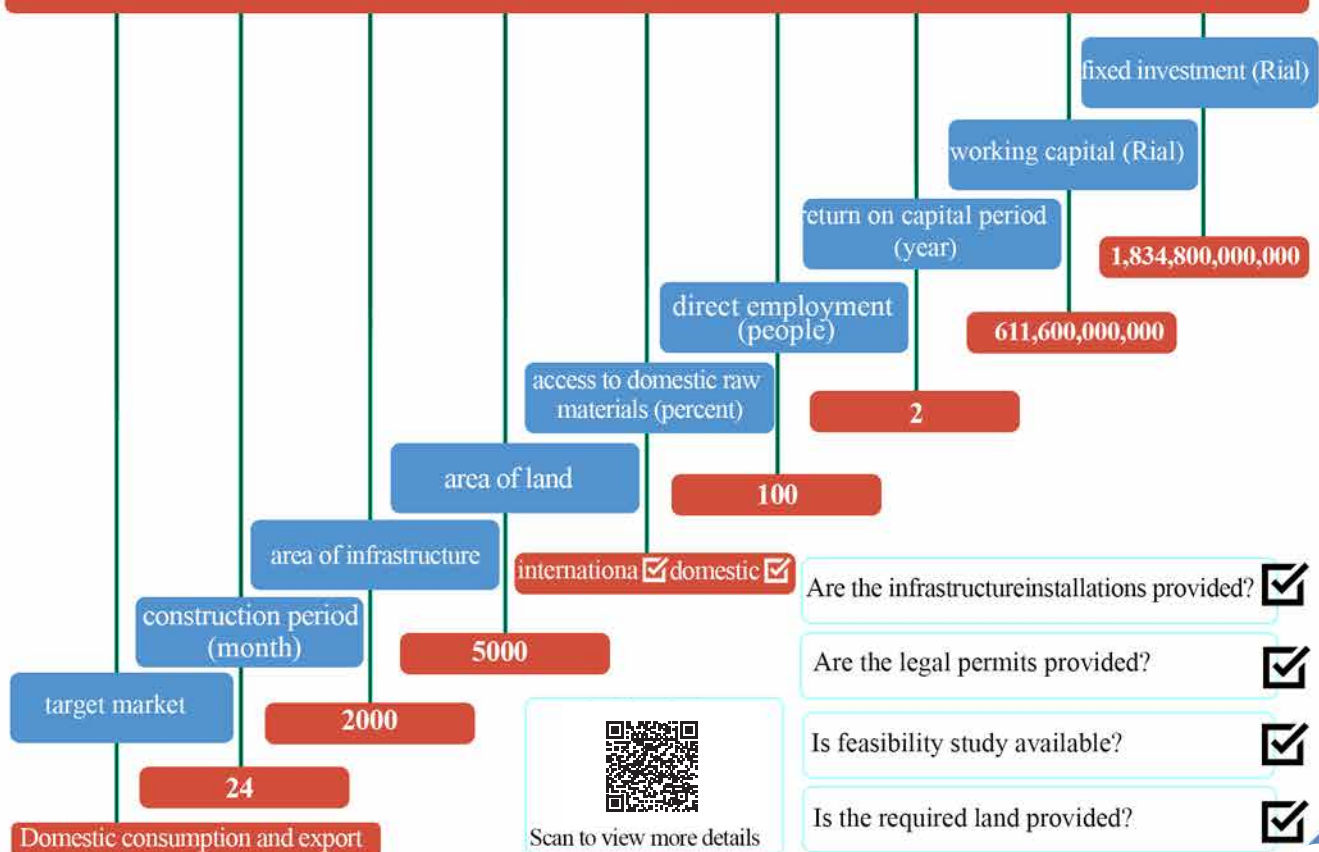 fixed investment (Rial)
1,834,800,000,000
working capital (Rial)
611,600,000,000
return on capital period
(year)
2
direct employment
(people)
100
access to domestic raw
materials (percent)
internationa ☑ domestic ☑
area of land
5000
area of infrastructure
2000
construction period
(month)
24
target market
Domestic consumption and export
Are the infrastructureinstallations provided? ☑
Are the legal permits provided? ☑
Is feasibility study available? ☑
Is the required land provided? ☑
Scan to view more details